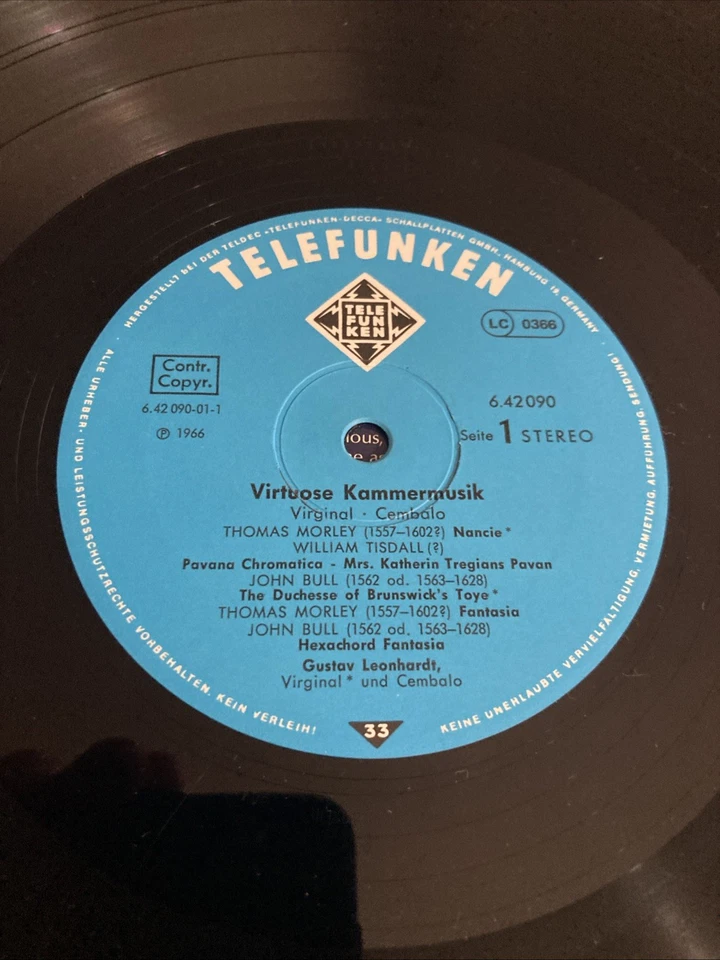 HERGESTELLT BEI DER TELDEC »TELEFUNKEN-DECCA« SCHALLPLATTEN GMBH, HAMBURG 19, GERMANY
TELEFUNKEN
TELE
FUN
KEN
LC 0366
Contr.
Copyr.
6.42 090-01-1
℗ 1966
6.42090
Seite 1 STEREO
ious,
e as
Virtuose Kammermusik
Virginal · Cembalo
THOMAS MORLEY (1557–1602?) Nancie*
WILLIAM TISDALL (?)
Pavana Chromatica - Mrs. Katherin Tregians Pavan
JOHN BULL (1562 od. 1563–1628)
The Duchesse of Brunswick's Toye*
THOMAS MORLEY (1557–1602?) Fantasia
JOHN BULL (1562 od. 1563–1628)
Hexachord Fantasia
Gustav Leonhardt,
Virginal* und Cembalo
33
ALLE URHEBER- UND LEISTUNGSSCHUTZRECHTE VORBEHALTEN. KEIN VERLEIH!
KEINE UNERLAUBTE VERVIELFÄLTIGUNG, VERMIETUNG, AUFFÜHRUNG, SENDUNG!